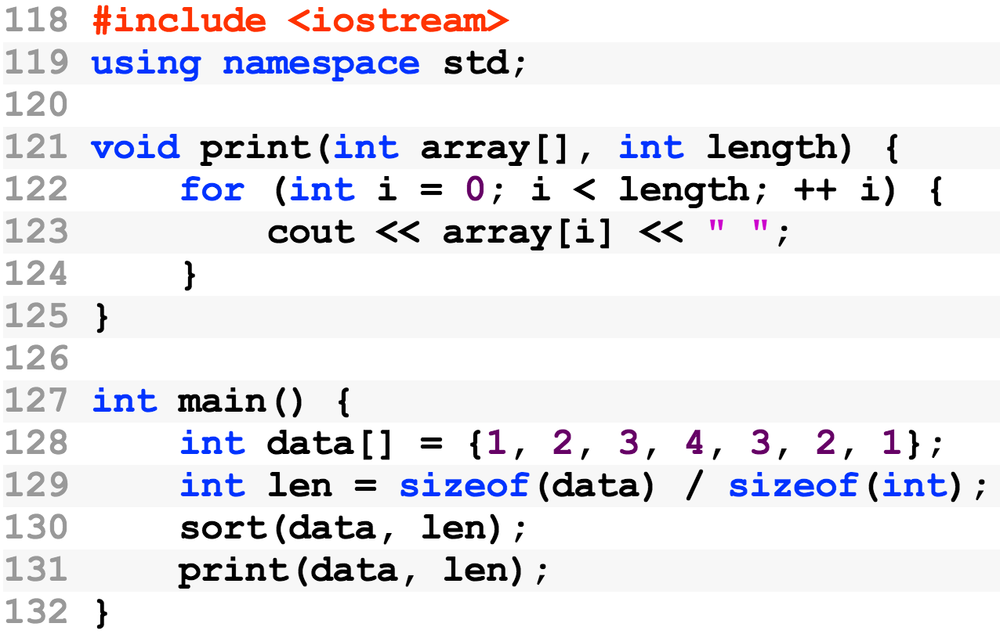 118 #include <iostream>
119 using namespace std;
120
121 void print(int array[], int length) {
122     for (int i = 0; i < length; ++ i) {
123         cout << array[i] << " ";
124     }
125 }
126
127 int main() {
128     int data[] = {1, 2, 3, 4, 3, 2, 1};
129     int len = sizeof(data) / sizeof(int);
130     sort(data, len);
131     print(data, len);
132 }